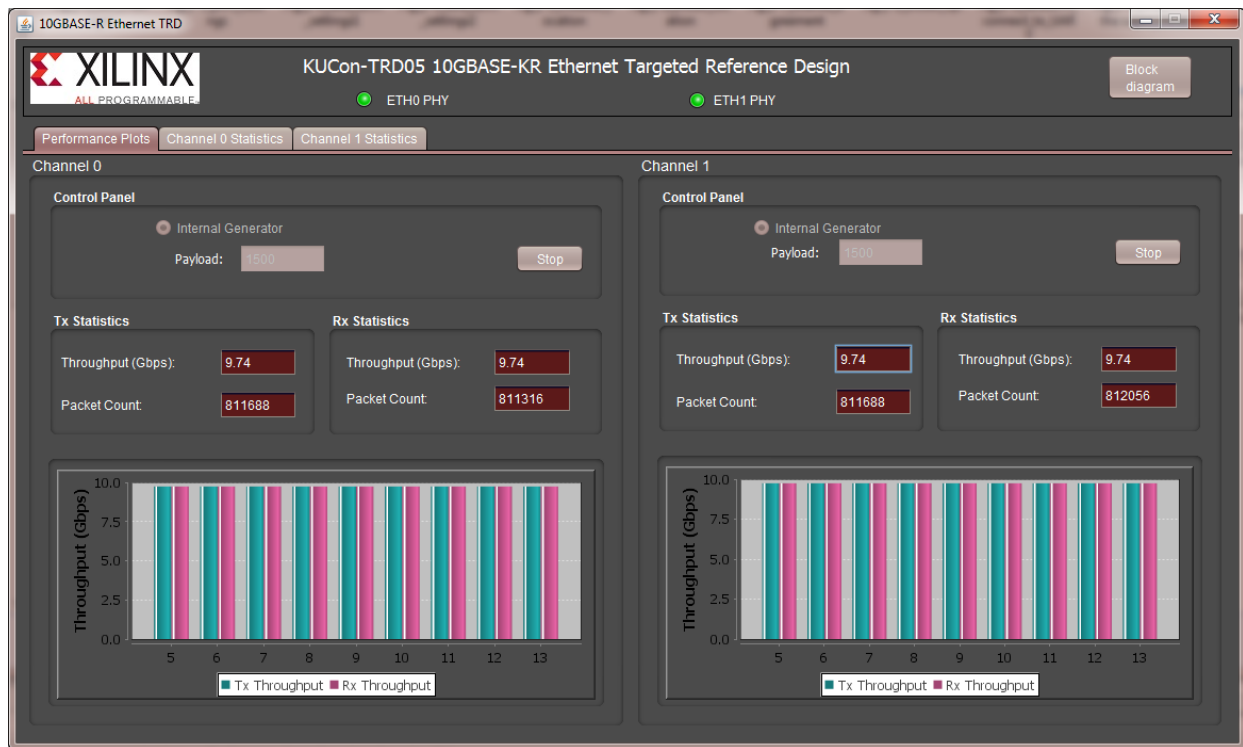 10GBASE-R Ethernet TRD
XILINX
ALL PROGRAMMABLE
KUCon-TRD05 10GBASE-KR Ethernet Targeted Reference Design
ETH0 PHY
ETH1 PHY
Block
diagram
Performance Plots
Channel 0 Statistics
Channel 1 Statistics
Channel 0
Control Panel
Internal Generator
Payload: 1500
Stop
Tx Statistics
Throughput (Gbps): 9.74
Packet Count: 811688
Rx Statistics
Throughput (Gbps): 9.74
Packet Count: 811316
Throughput (Gbps)
10.0
7.5
5.0
2.5
0.0
5 6 7 8 9 10 11 12 13
Tx Throughput Rx Throughput
Channel 1
Control Panel
Internal Generator
Payload: 1500
Stop
Tx Statistics
Throughput (Gbps): 9.74
Packet Count: 811688
Rx Statistics
Throughput (Gbps): 9.74
Packet Count: 812056
Throughput (Gbps)
10.0
7.5
5.0
2.5
0.0
5 6 7 8 9 10 11 12 13
Tx Throughput Rx Throughput